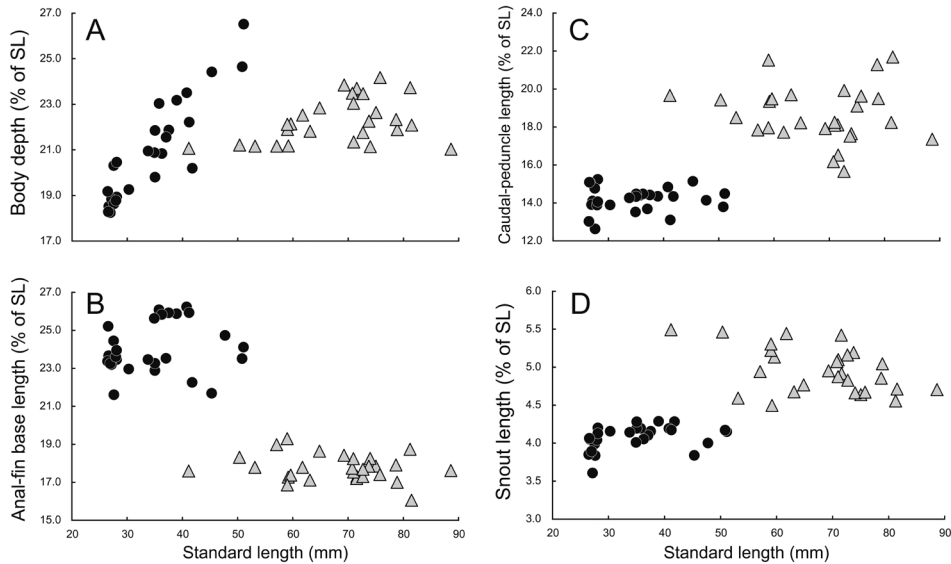 A
Body depth (% of SL)
27.0
25.0
23.0
21.0
19.0
17.0
B
Anal-fin base length (% of SL)
27.0
25.0
23.0
21.0
19.0
17.0
15.0
20 30 40 50 60 70 80 90
Standard length (mm)
C
Caudal-peduncle length (% of SL)
24.0
22.0
20.0
18.0
16.0
14.0
12.0
D
Snout length (% of SL)
6.0
5.5
5.0
4.5
4.0
3.5
3.0
20 30 40 50 60 70 80 90
Standard length (mm)